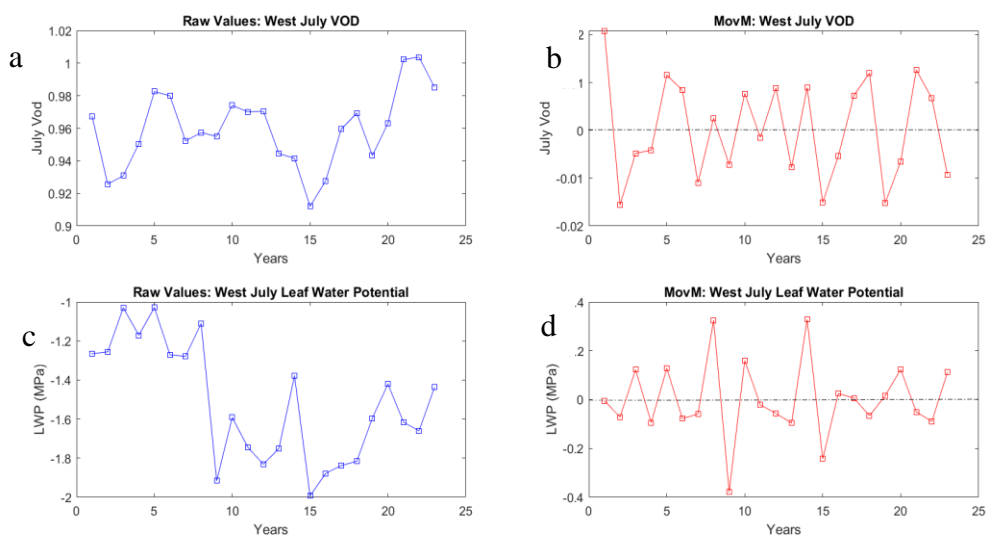 a
Raw Values: West July VOD
1.02
1
0.98
0.96
0.94
0.92
0.9
July Vod
0 5 10 15 20 25
Years
b
MovM: West July VOD
2
1
0
-0.01
-0.02
July Vod
0 5 10 15 20 25
Years
c
Raw Values: West July Leaf Water Potential
-1
-1.2
-1.4
-1.6
-1.8
-2
LWP (MPa)
0 5 10 15 20 25
Years
d
MovM: West July Leaf Water Potential
.4
.2
0
-0.2
-0.4
LWP (MPa)
0 5 10 15 20 25
Years